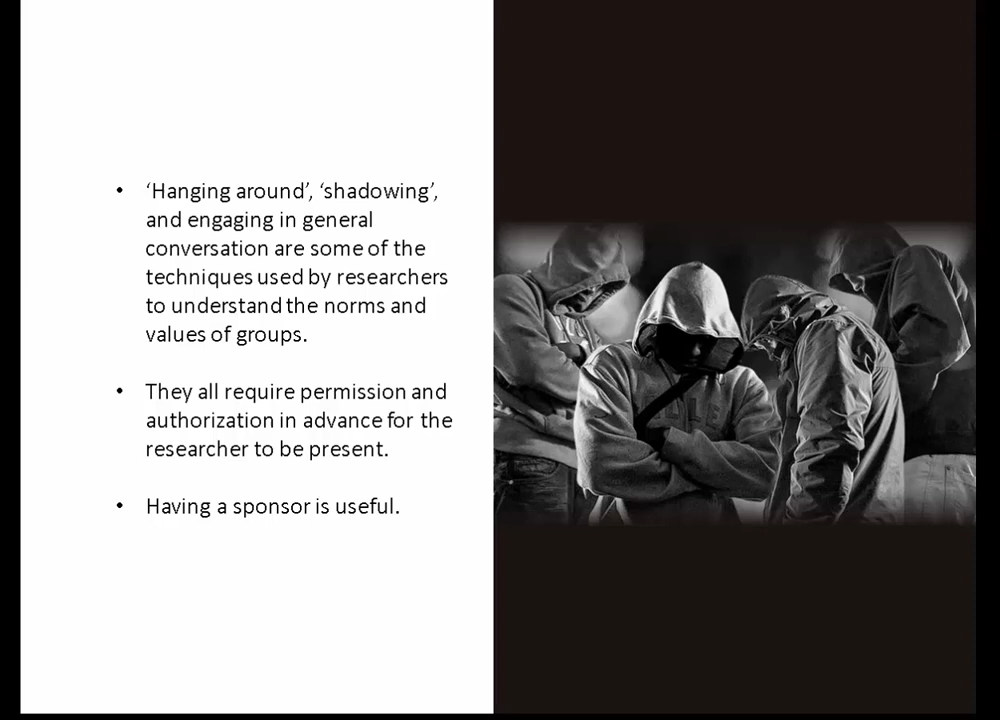 • ‘Hanging around’, ‘shadowing’,
and engaging in general
conversation are some of the
techniques used by researchers
to understand the norms and
values of groups.
• They all require permission and
authorization in advance for the
researcher to be present.
• Having a sponsor is useful.